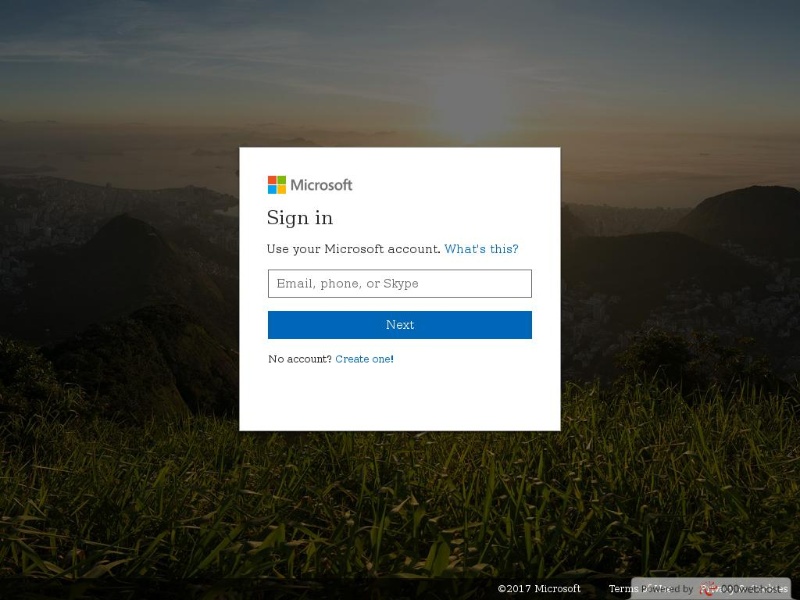 Microsoft
Sign in
Use your Microsoft account. What's this?
Email, phone, or Skype
Next
No account? Create one!
©2017 Microsoft
Terms
Powered by 000webhost